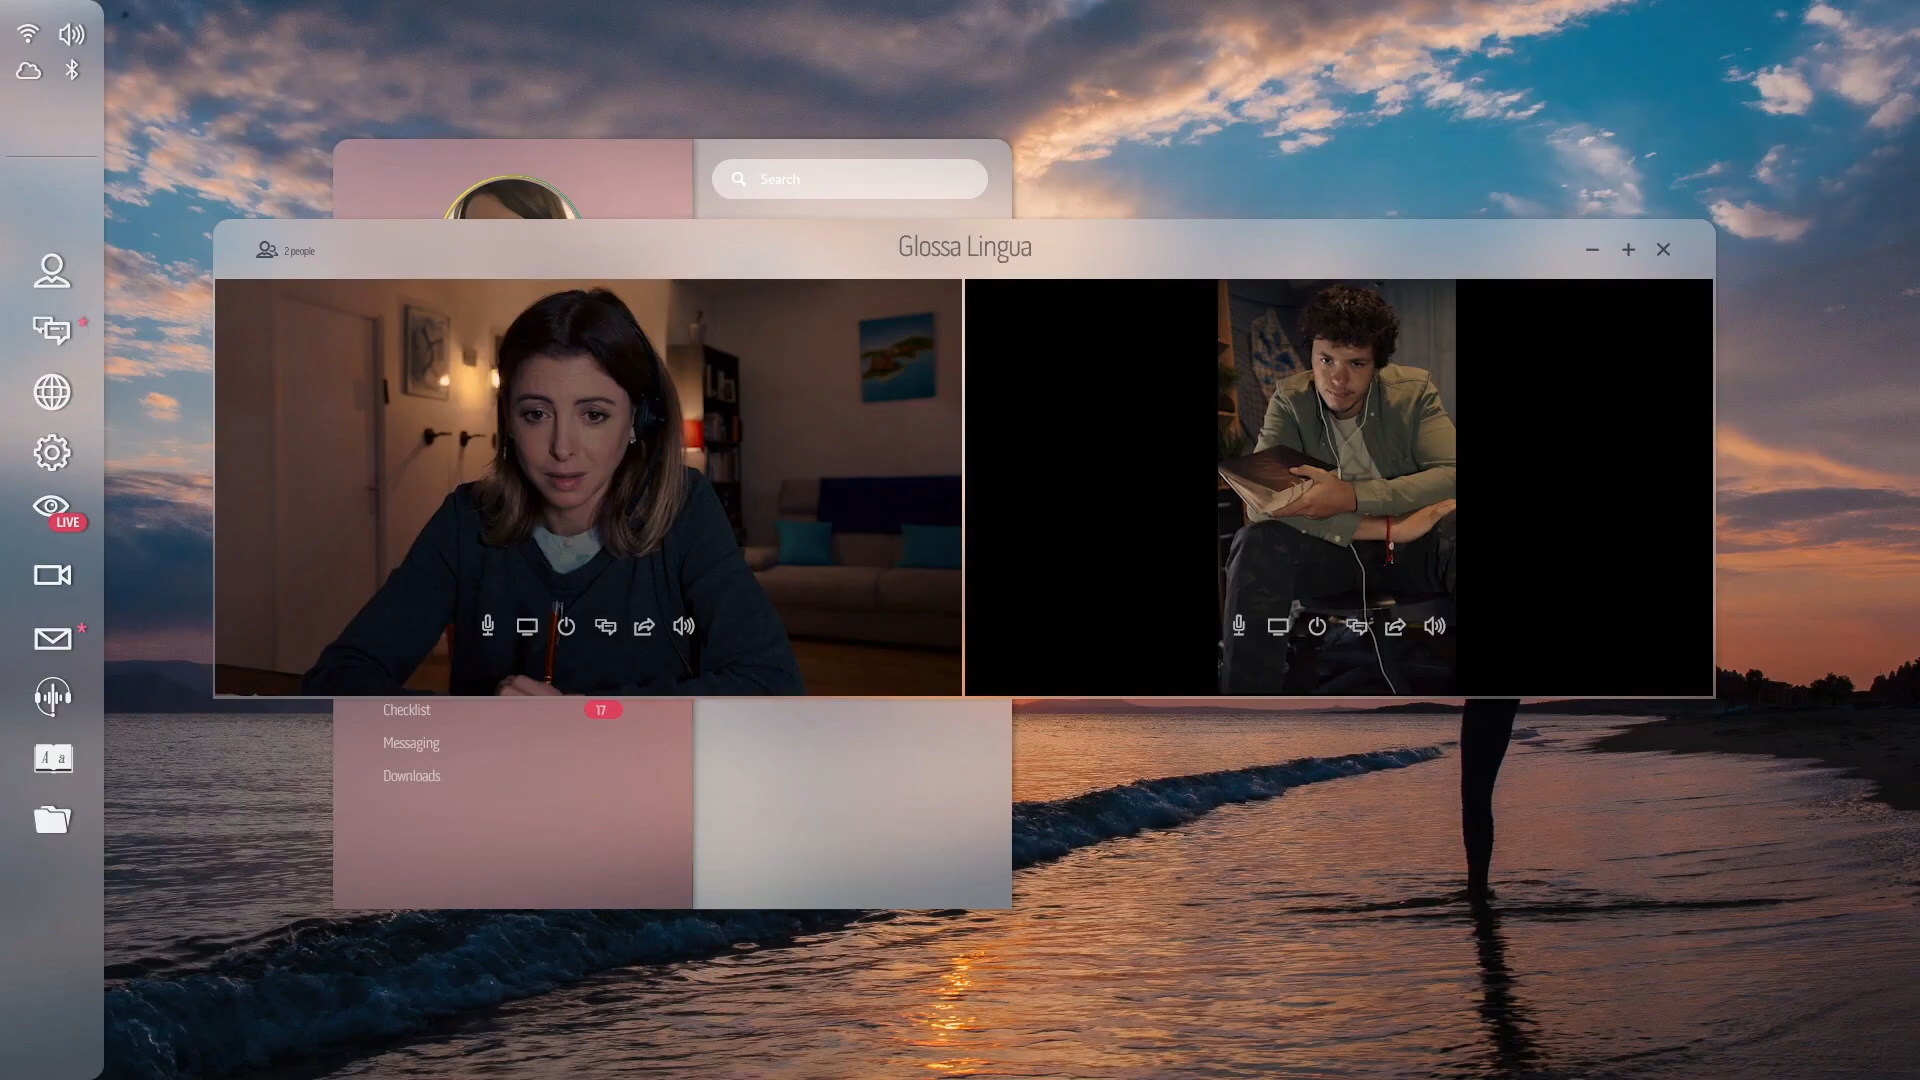 Search
2 people
Glossa Lingua
LIVE
A a
Checklist 17
Messaging
Downloads